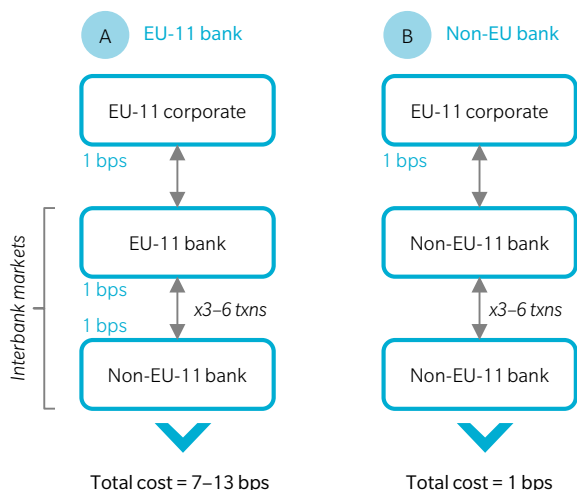 A EU-11 bank
EU-11 corporate
1 bps
Interbank markets
EU-11 bank
1 bps
x3–6 txns
1 bps
Non-EU-11 bank
Total cost = 7–13 bps
B Non-EU bank
EU-11 corporate
1 bps
Non-EU-11 bank
x3–6 txns
Non-EU-11 bank
Total cost = 1 bps